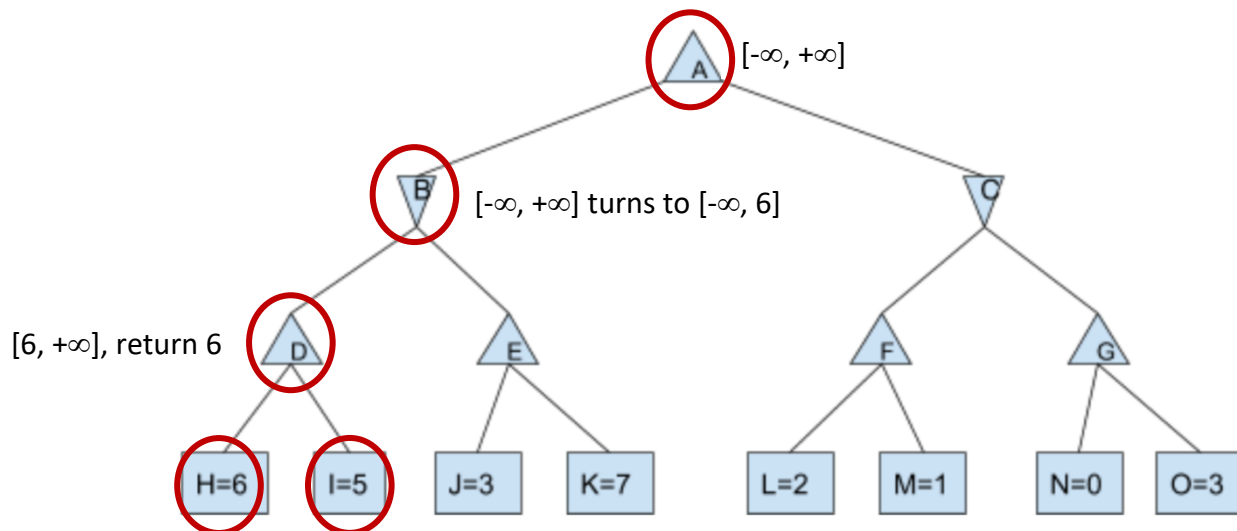 A [-∞, +∞]
B [-∞, +∞] turns to [-∞, 6] C
[6, +∞], return 6 D E F G
H=6 I=5 J=3 K=7 L=2 M=1 N=0 O=3